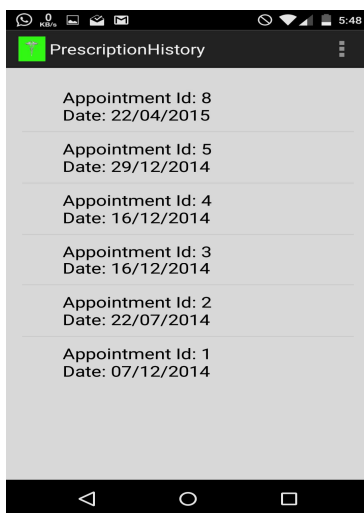 0
KB/s
5:48
PrescriptionHistory
Appointment Id: 8
Date: 22/04/2015
Appointment Id: 5
Date: 29/12/2014
Appointment Id: 4
Date: 16/12/2014
Appointment Id: 3
Date: 16/12/2014
Appointment Id: 2
Date: 22/07/2014
Appointment Id: 1
Date: 07/12/2014